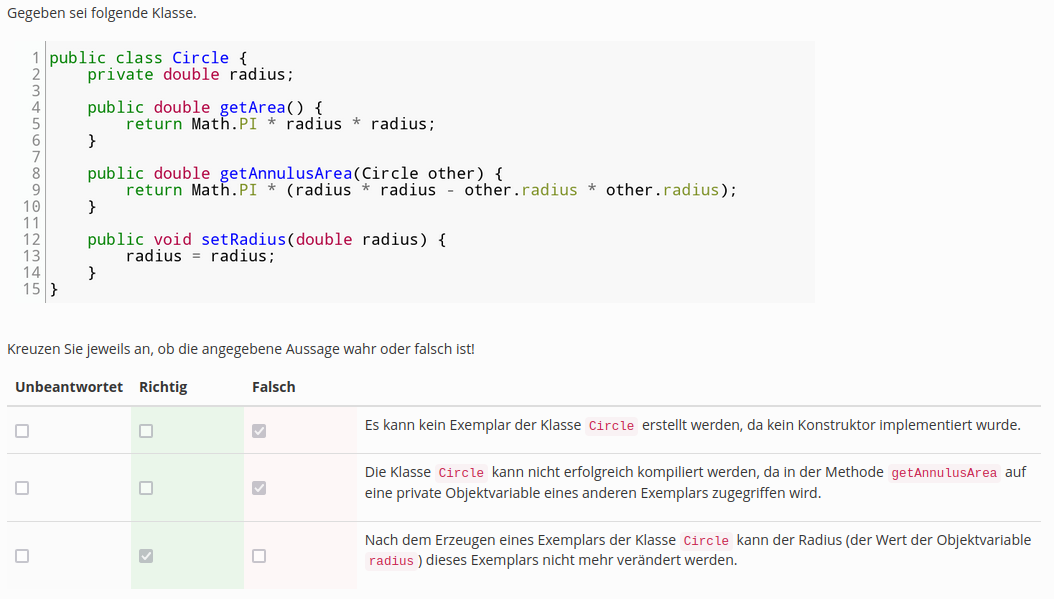 Gegeben sei folgende Klasse.
1 public class Circle {
2     private double radius;
3
4     public double getArea() {
5         return Math.PI * radius * radius;
6     }
7
8     public double getAnnulusArea(Circle other) {
9         return Math.PI * (radius * radius - other.radius * other.radius);
10     }
11
12     public void setRadius(double radius) {
13         radius = radius;
14     }
15 }
Kreuzen Sie jeweils an, ob die angegebene Aussage wahr oder falsch ist!
Unbeantwortet Richtig Falsch
Es kann kein Exemplar der Klasse Circle erstellt werden, da kein Konstruktor implementiert wurde.
Die Klasse Circle kann nicht erfolgreich kompiliert werden, da in der Methode getAnnulusArea auf
eine private Objektvariable eines anderen Exemplars zugegriffen wird.
Nach dem Erzeugen eines Exemplars der Klasse Circle kann der Radius (der Wert der Objektvariable
radius ) dieses Exemplars nicht mehr verändert werden.